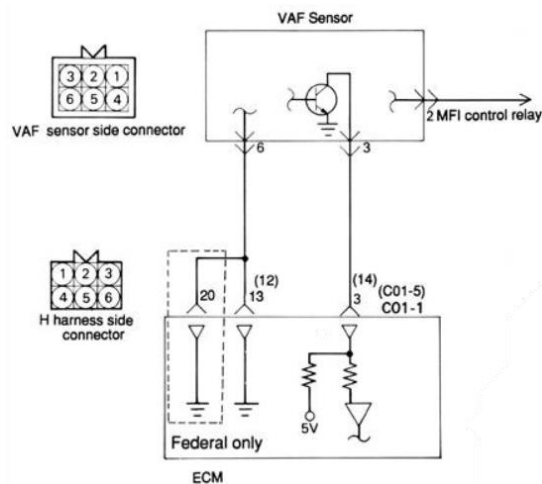 VAF Sensor
3 2 1
6 5 4
VAF sensor side connector
2 MFI control relay
6
3
1 2 3
4 5 6
H harness side
connector
20
(12)
13
(14)
3
(C01-5)
C01-1
5V
Federal only
ECM